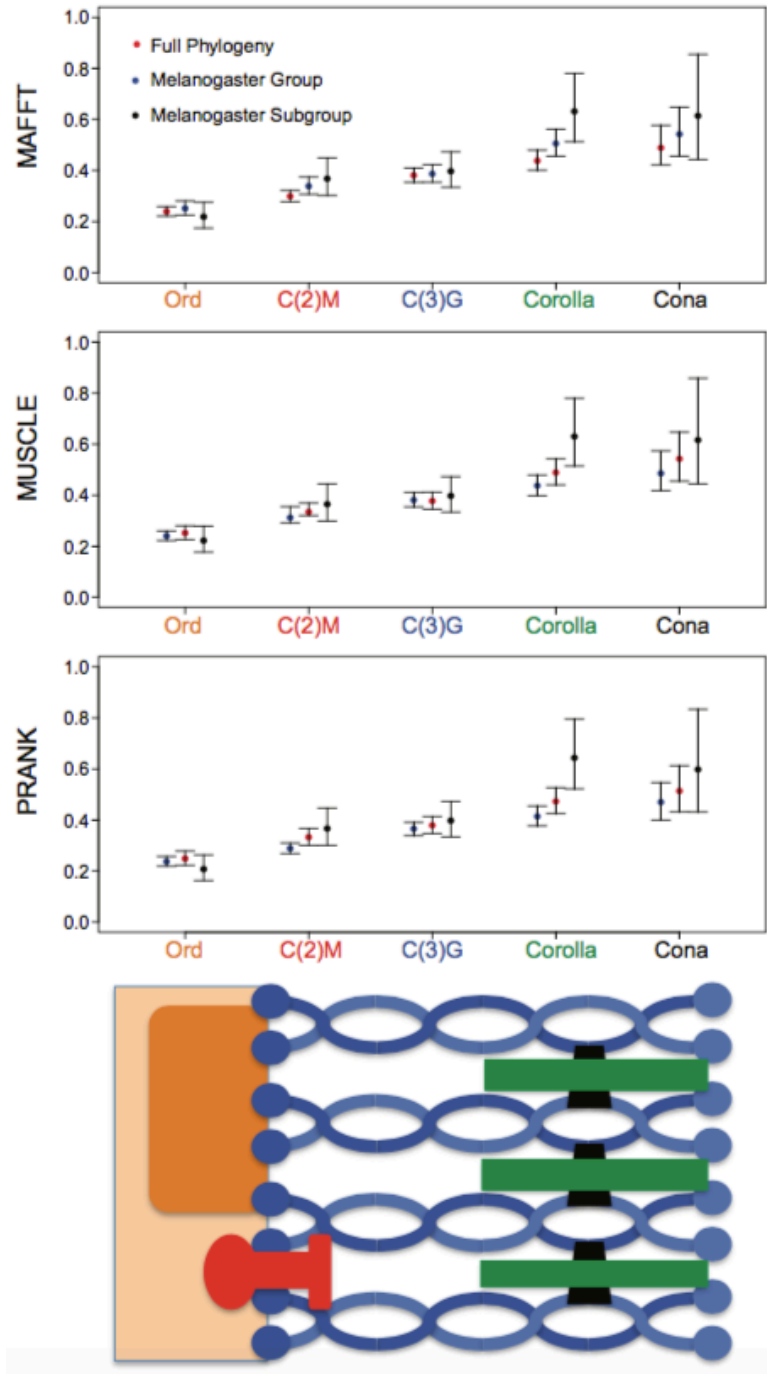 MAFFT
1.0
0.8
0.6
0.4
0.2
0.0
Full Phylogeny
Melanogaster Group
Melanogaster Subgroup
Ord C(2)M C(3)G Corolla Cona
MUSCLE
1.0
0.8
0.6
0.4
0.2
0.0
Ord C(2)M C(3)G Corolla Cona
PRANK
1.0
0.8
0.6
0.4
0.2
0.0
Ord C(2)M C(3)G Corolla Cona